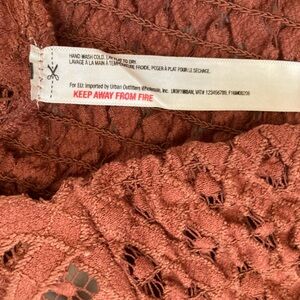 HAND WASH COLD. LAY FLAT TO DRY.
LAVAGE À LA MAIN À TEMPÉRATURE FROIDE. POSER À PLAT POUR LE SÉCHAGE.
For EU: Imported by Urban Outfitters Wholesale, Inc.
KEEP AWAY FROM FIRE